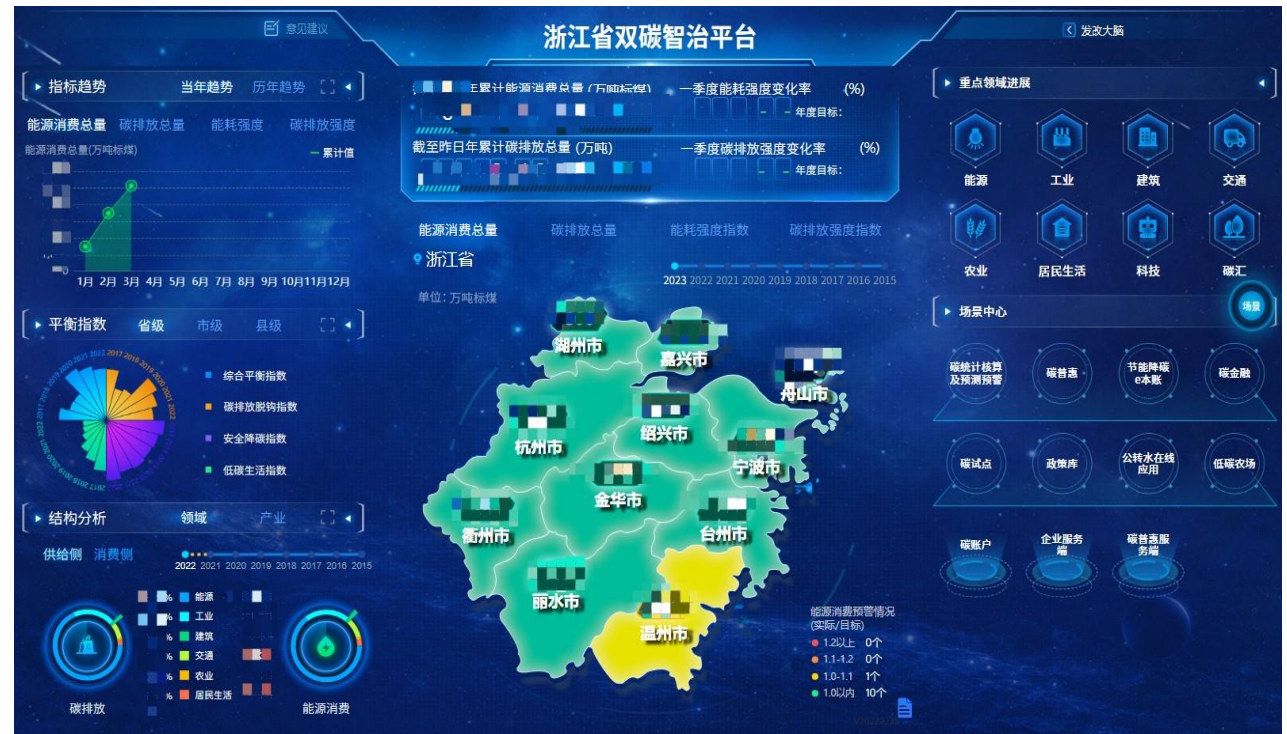 意见建议
浙江省双碳智治平台
发改大脑
指标趋势
当年趋势
历年趋势
能源消费总量
碳排放总量
能耗强度
碳排放强度
能源消费总量(万吨标煤)
累计值
1月 2月 3月 4月 5月 6月 7月 8月 9月 10月11月12月
平衡指数
省级
市级
县级
综合平衡指数
碳排放脱钩指数
安全降碳指数
低碳生活指数
结构分析
领域
产业
供给侧
消费侧
2022 2021 2020 2019 2018 2017 2016 2015
% 能源
% 工业
% 建筑
% 交通
% 农业
% 居民生活
碳排放
能源消费
年累计能源消费总量 (万吨标煤)
一季度能耗强度变化率 (%)
年度目标:
截至昨日年累计碳排放总量 (万吨)
一季度碳排放强度变化率 (%)
年度目标:
能源消费总量
碳排放总量
能耗强度指数
碳排放强度指数
浙江省
2023 2022 2021 2020 2019 2018 2017 2016 2015
单位: 万吨标煤
湖州市
嘉兴市
舟山市
杭州市
绍兴市
宁波市
金华市
衢州市
台州市
丽水市
温州市
能源消费预警情况
(实际/目标)
1.2以上 0个
1.1-1.2 0个
1.0-1.1 1个
1.0以内 10个
重点领域进展
能源
工业
建筑
交通
农业
居民生活
科技
碳汇
场景
场景中心
碳统计核算
及预测预警
碳普惠
节能降碳
e本账
碳金融
碳试点
政策库
公转水在线
应用
低碳农场
碳账户
企业服务
端
碳普惠服
务端